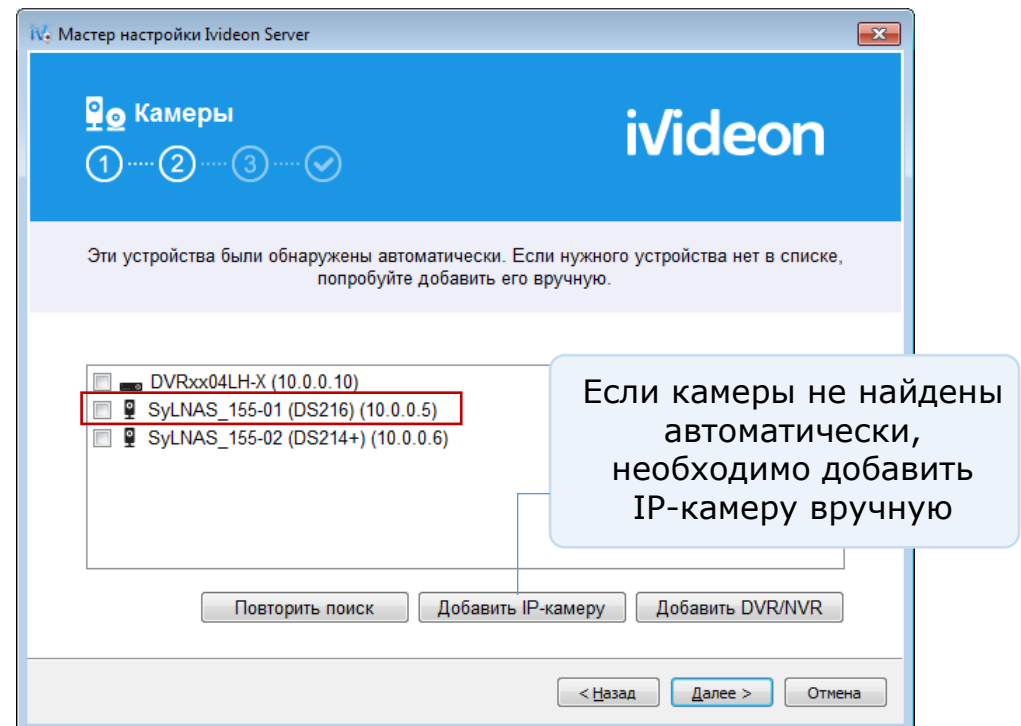 Мастер настройки Ivideon Server
Камеры
1 2 3
ivideon
Эти устройства были обнаружены автоматически. Если нужного устройства нет в списке,
попробуйте добавить его вручную.
DVRxx04LH-X (10.0.0.10)
SyLNAS_155-01 (DS216) (10.0.0.5)
SyLNAS_155-02 (DS214+) (10.0.0.6)
Если камеры не найдены
автоматически,
необходимо добавить
IP-камеру вручную
Повторить поиск
Добавить IP-камеру
Добавить DVR/NVR
< Назад
Далее >
Отмена